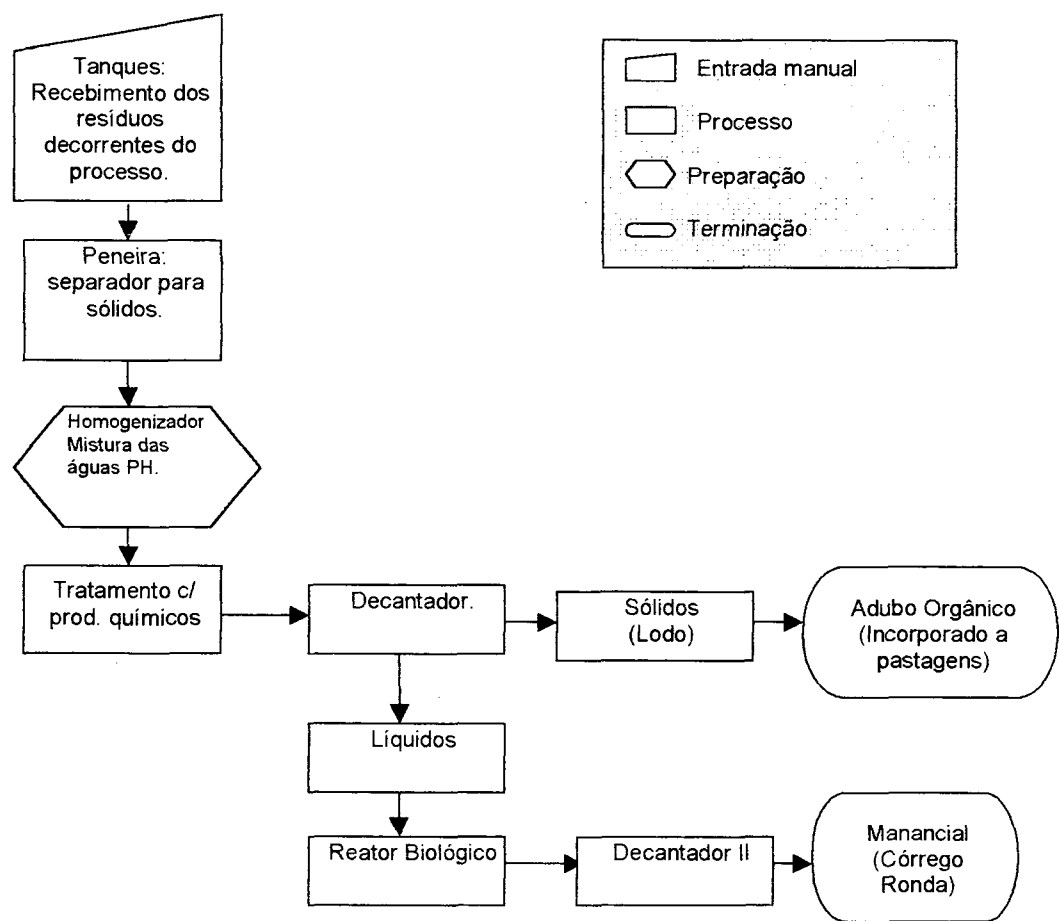 Tanques:
Recebimento dos
resíduos
decorrentes do
processo.
Entrada manual
Processo
Preparação
Terminação
Peneira:
separador para
sólidos.
Homogenizador
Mistura das
águas PH.
Tratamento c/
prod. químicos
Decantador.
Sólidos
(Lodo)
Adubo Orgânico
(Incorporado a
pastagens)
Líquidos
Reator Biológico
Decantador II
Manancial
(Córrego
Ronda)